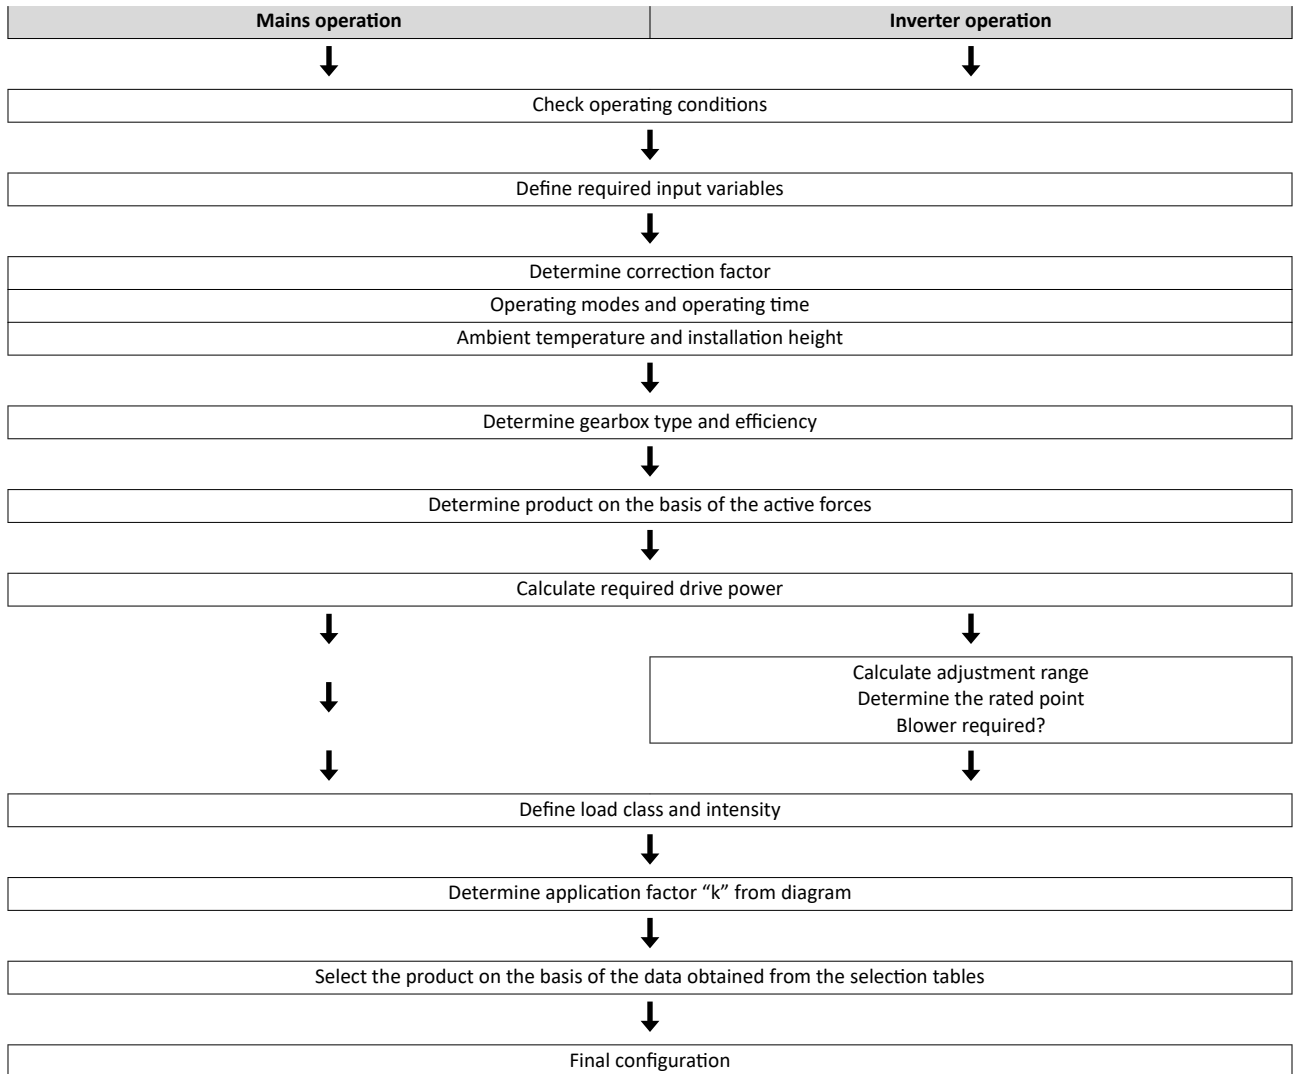 Mains operation
Inverter operation
Check operating conditions
Define required input variables
Determine correction factor
Operating modes and operating time
Ambient temperature and installation height
Determine gearbox type and efficiency
Determine product on the basis of the active forces
Calculate required drive power
Calculate adjustment range
Determine the rated point
Blower required?
Define load class and intensity
Determine application factor “k” from diagram
Select the product on the basis of the data obtained from the selection tables
Final configuration